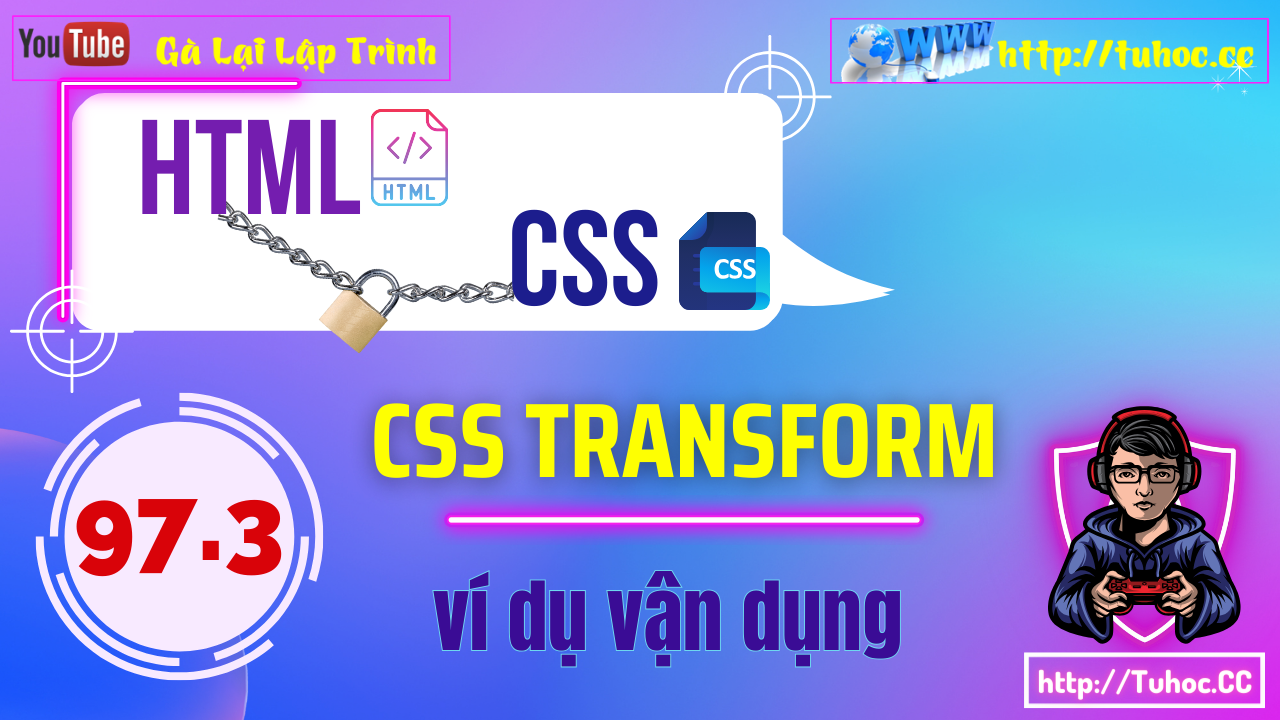 YouTube
Gà Lại Lập Trình
WWW
http://tuhoc.cc
HTML
HTML
CSS
CSS
97.3
CSS TRANSFORM
ví dụ vận dụng
http://Tuhoc.CC